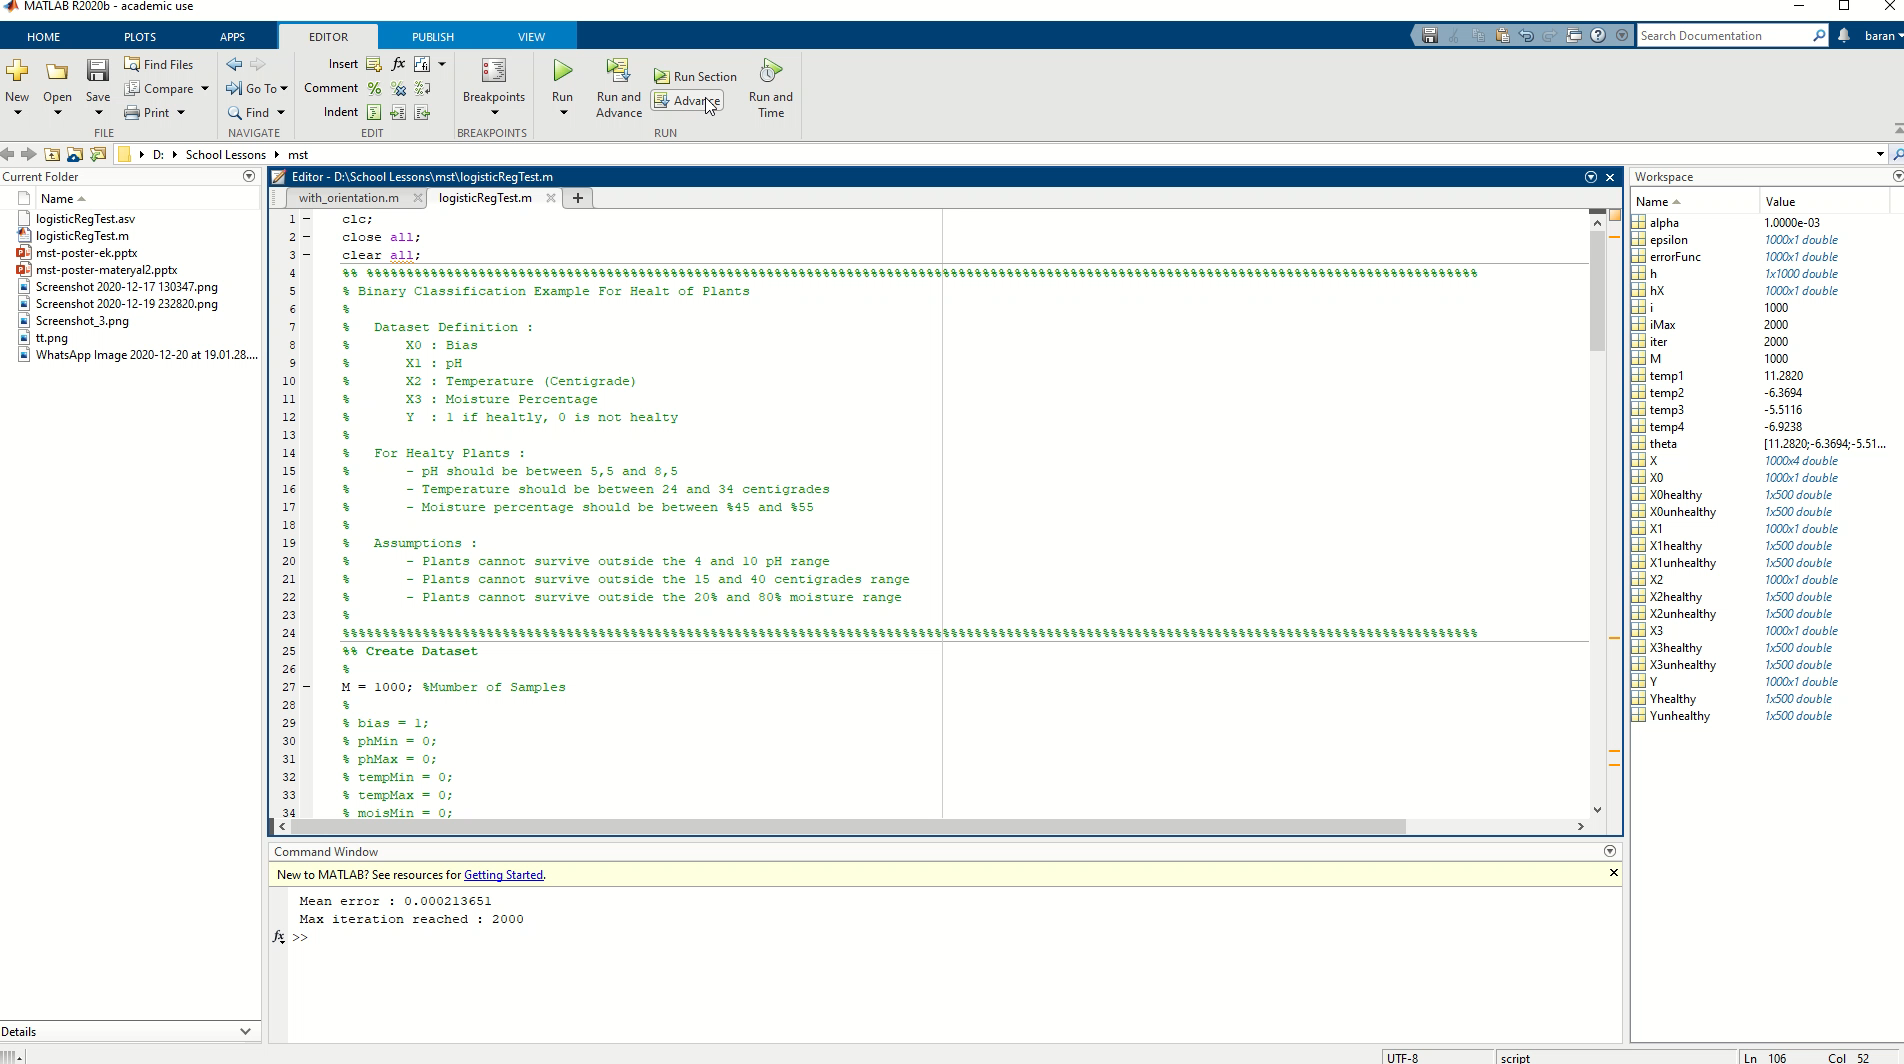 MATLAB R2020b - academic use
HOME PLOTS APPS EDITOR PUBLISH VIEW
Search Documentation
baran
New
Open
Save
Find Files
Compare
Print
FILE
Go To
Find
NAVIGATE
Insert
Comment
Indent
EDIT
Breakpoints
BREAKPOINTS
Run
Run and Advance
Run Section
Advance
Run and Time
RUN
D: School Lessons mst
Current Folder
Name
logisticRegTest.asv
logisticRegTest.m
mst-poster-ek.pptx
mst-poster-materyal2.pptx
Screenshot 2020-12-17 130347.png
Screenshot 2020-12-19 232820.png
Screenshot_3.png
tt.png
WhatsApp Image 2020-12-20 at 19.01.28....
Details
Editor - D:\School Lessons\mst\logisticRegTest.m
with_orientation.m logisticRegTest.m
1 clc;
2 close all;
3 clear all;
4 %% %%%%%%%%%%%%%%%%%%%%%%%%%%%%%%%%%%%%%%%%%%%%%%%%%%%%%%%%%%%%%%%%%%%%%%%%%%%%%%%%%%%%%%%%%%%%%%%%%%%%%%%%%%%%%%%%%%%%%%%%%%%%%%%%%%%%%%%%%%%
5 % Binary Classification Example For Healt of Plants
6 %
7 % Dataset Definition :
8 % X0 : Bias
9 % X1 : pH
10 % X2 : Temperature (Centigrade)
11 % X3 : Moisture Percentage
12 % Y : 1 if healtly, 0 is not healty
13 %
14 % For Healty Plants :
15 % - pH should be between 5,5 and 8,5
16 % - Temperature should be between 24 and 34 centigrades
17 % - Moisture percentage should be between %45 and %55
18 %
19 % Assumptions :
20 % - Plants cannot survive outside the 4 and 10 pH range
21 % - Plants cannot survive outside the 15 and 40 centigrades range
22 % - Plants cannot survive outside the 20% and 80% moisture range
23 %
24 %%%%%%%%%%%%%%%%%%%%%%%%%%%%%%%%%%%%%%%%%%%%%%%%%%%%%%%%%%%%%%%%%%%%%%%%%%%%%%%%%%%%%%%%%%%%%%%%%%%%%%%%%%%%%%%%%%%%%%%%%%%%%%%%%%%%%%%%%%%%%%
25 %% Create Dataset
26 %
27 M = 1000; %Mumber of Samples
28 %
29 % bias = 1;
30 % phMin = 0;
31 % phMax = 0;
32 % tempMin = 0;
33 % tempMax = 0;
34 % moisMin = 0;
Command Window
New to MATLAB? See resources for Getting Started.
Mean error : 0.000213651
Max iteration reached : 2000
fx >>
Workspace
Name Value
alpha 1.0000e-03
epsilon 1000x1 double
errorFunc 1000x1 double
h 1x1000 double
hX 1000x1 double
i 1000
iMax 2000
iter 2000
M 1000
temp1 11.2820
temp2 -6.3694
temp3 -5.5116
temp4 -6.9238
theta [11.2820;-6.3694;-5.51...
X 1000x4 double
X0 1000x1 double
X0healthy 1x500 double
X0unhealthy 1x500 double
X1 1000x1 double
X1healthy 1x500 double
X1unhealthy 1x500 double
X2 1000x1 double
X2healthy 1x500 double
X2unhealthy 1x500 double
X3 1000x1 double
X3healthy 1x500 double
X3unhealthy 1x500 double
Y 1000x1 double
Yhealthy 1x500 double
Yunhealthy 1x500 double
UTF-8 script Ln 106 Col 52